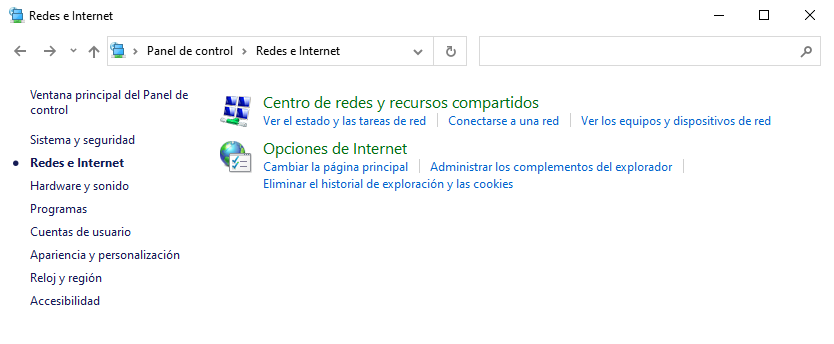 Redes e Internet
Panel de control
Redes e Internet
Ventana principal del Panel de
control
Sistema y seguridad
Redes e Internet
Hardware y sonido
Programas
Cuentas de usuario
Apariencia y personalización
Reloj y región
Accesibilidad
Centro de redes y recursos compartidos
Ver el estado y las tareas de red
Conectarse a una red
Ver los equipos y dispositivos de red
Opciones de Internet
Cambiar la página principal
Administrar los complementos del explorador
Eliminar el historial de exploración y las cookies